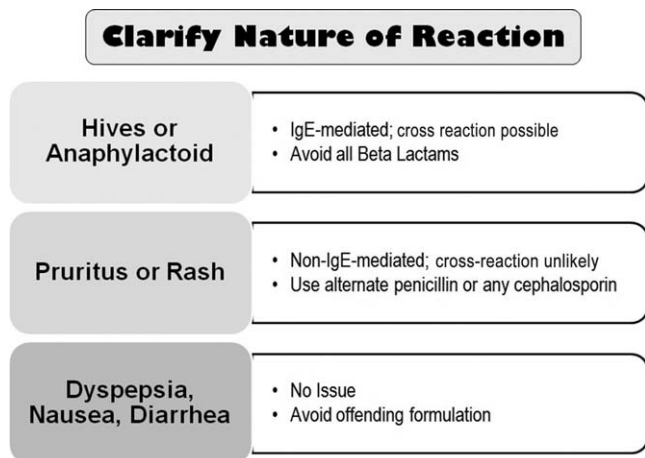 Clarify Nature of Reaction
Hives or
Anaphylactoid
• IgE-mediated; cross reaction possible
• Avoid all Beta Lactams
Pruritus or Rash
• Non-IgE-mediated; cross-reaction unlikely
• Use alternate penicillin or any cephalosporin
Dyspepsia,
Nausea, Diarrhea
• No Issue
• Avoid offending formulation